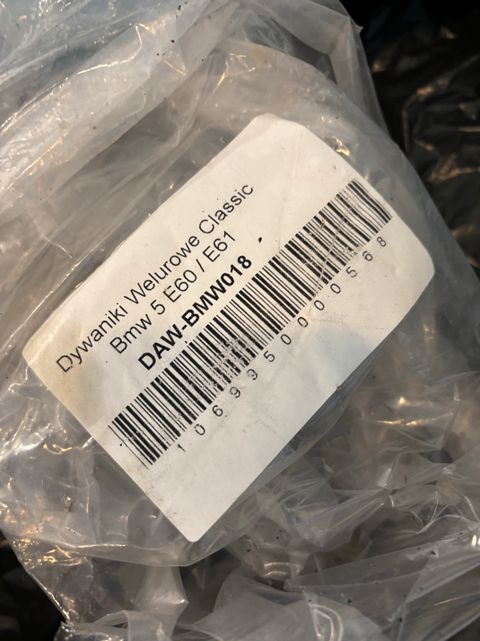 Dywaniki Welurowe Classic
Bmw 5 E60 / E61
DAW-BMW018
1069950000568